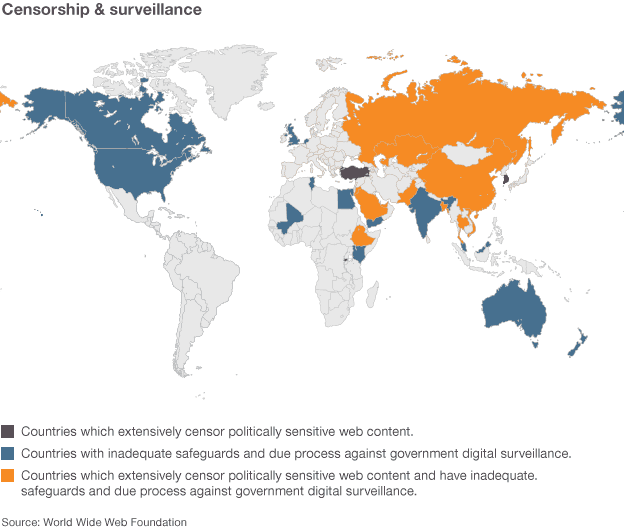 Censorship & surveillance
Countries which extensively censor politically sensitive web content.
Countries with inadequate safeguards and due process against government digital surveillance.
Countries which extensively censor politically sensitive web content and have inadequate.
safeguards and due process against government digital surveillance.
Source: World Wide Web Foundation